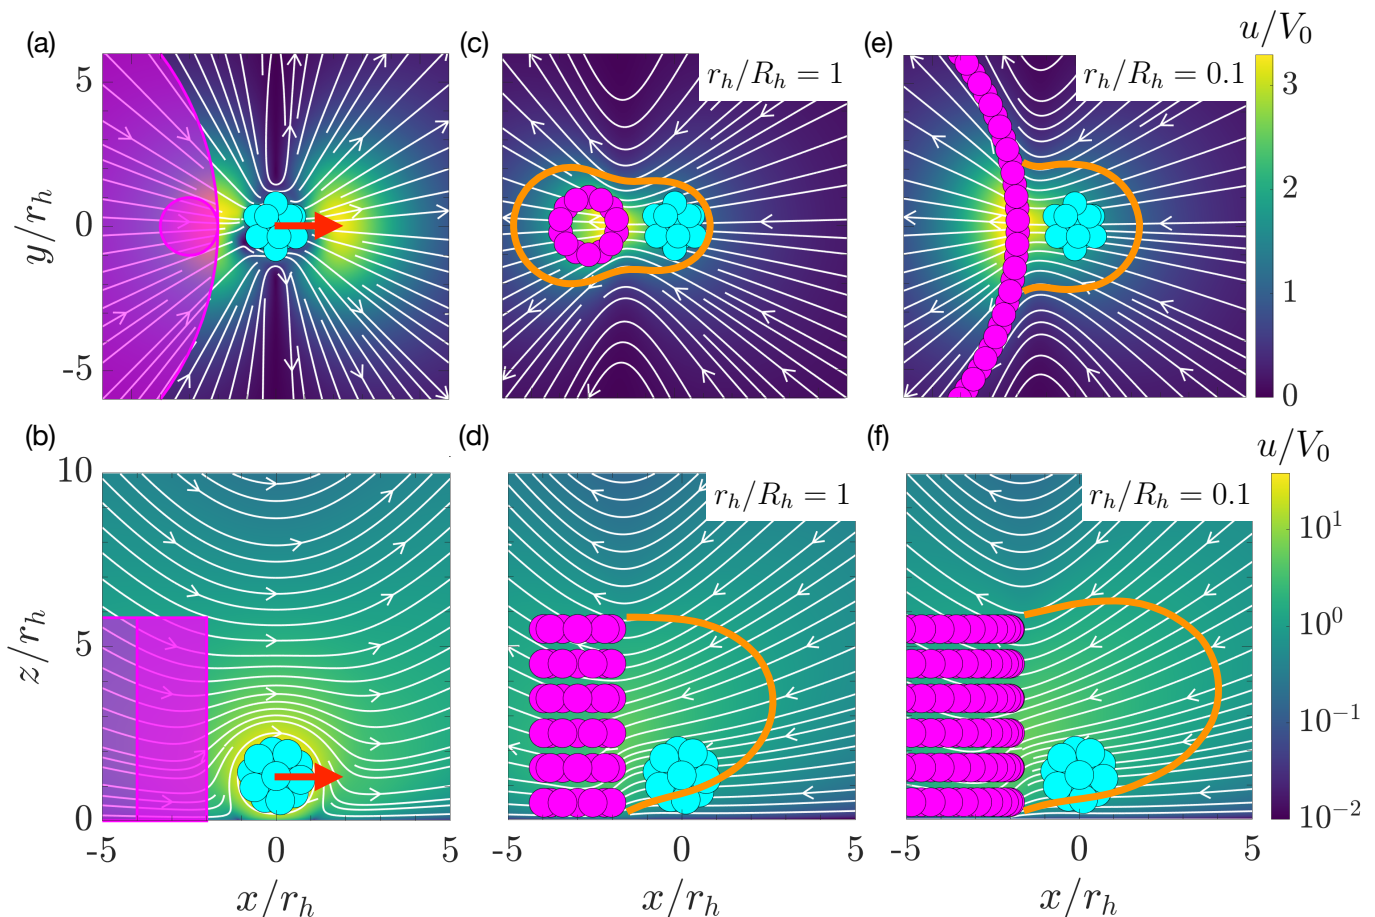 (a)
(c)
(e)
r_h/R_h = 1
r_h/R_h = 0.1
u/V_0
3
2
1
0
5
0
-5
y/r_h
(b)
(d)
(f)
r_h/R_h = 1
r_h/R_h = 0.1
u/V_0
10^1
10^0
10^{-1}
10^{-2}
10
5
0
z/r_h
-5
0
5
0
5
0
5
x/r_h
x/r_h
x/r_h